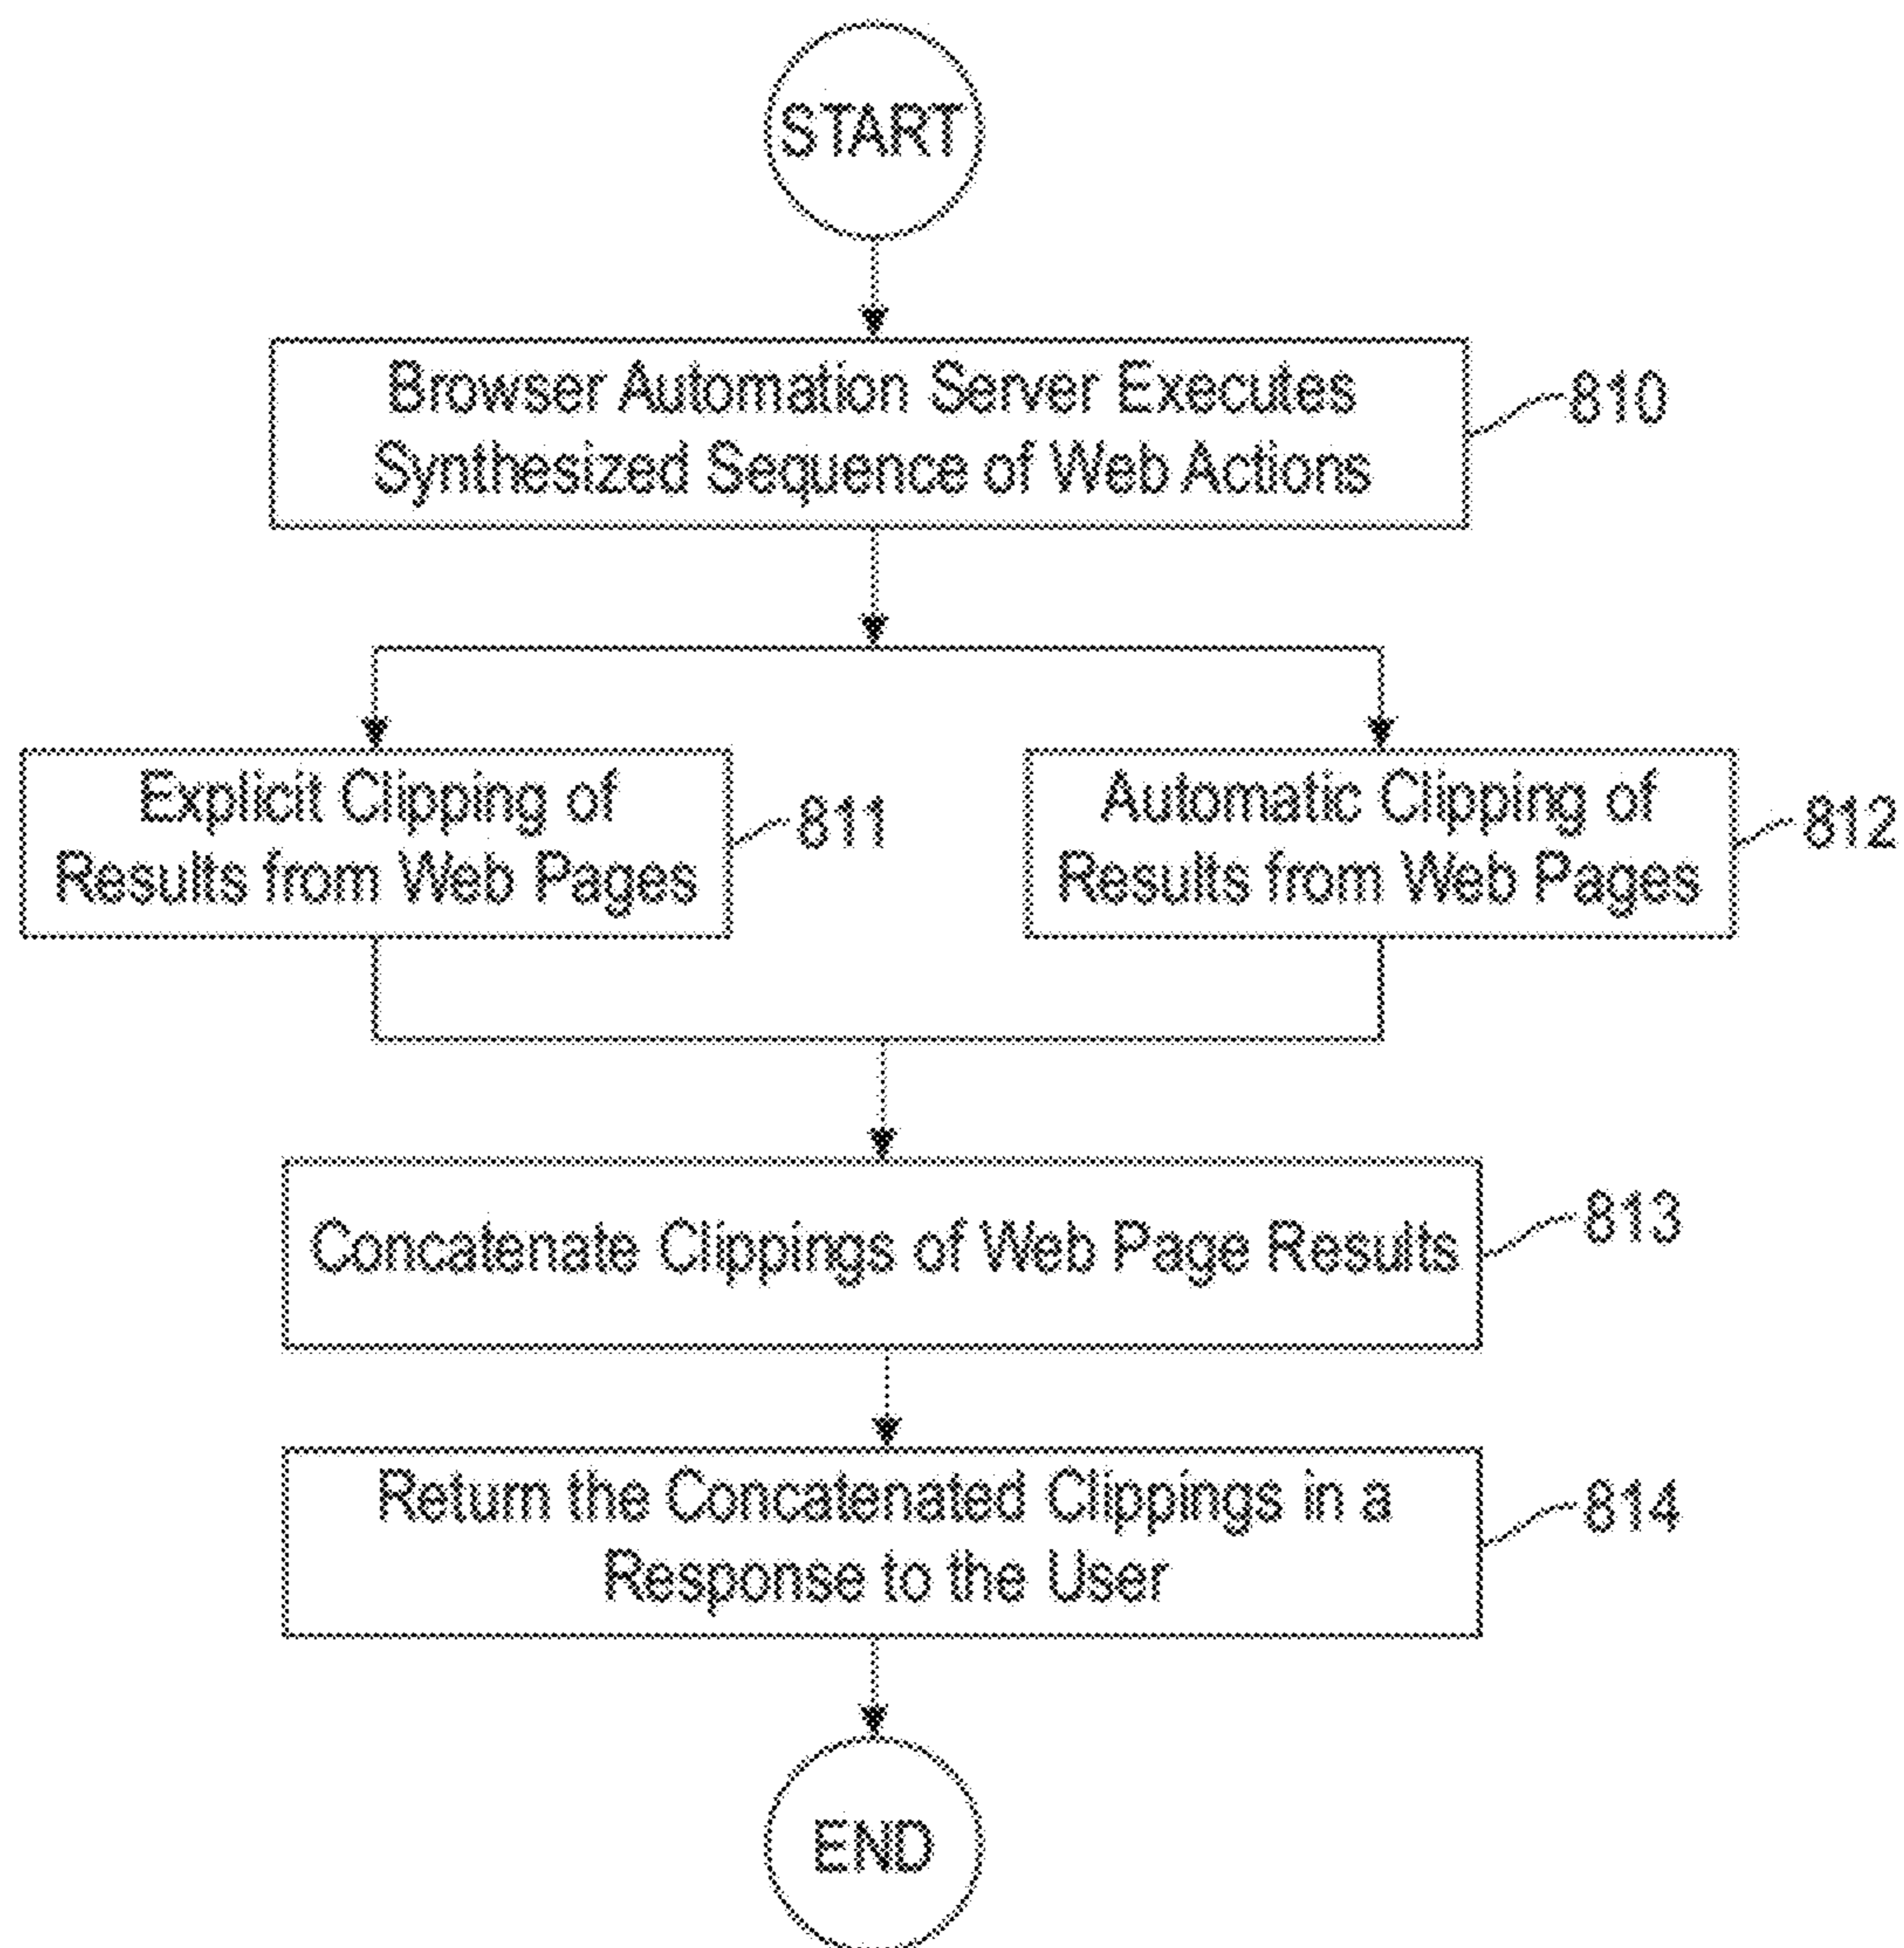 START
Browser Automation Server Executes
Synthesized Sequence of Web Actions
810
Explicit Clipping of
Results from Web Pages
811
Automatic Clipping of
Results from Web Pages
812
Concatenate Clippings of Web Page Results
813
Return the Concatenated Clippings in a
Response to the User
814
END